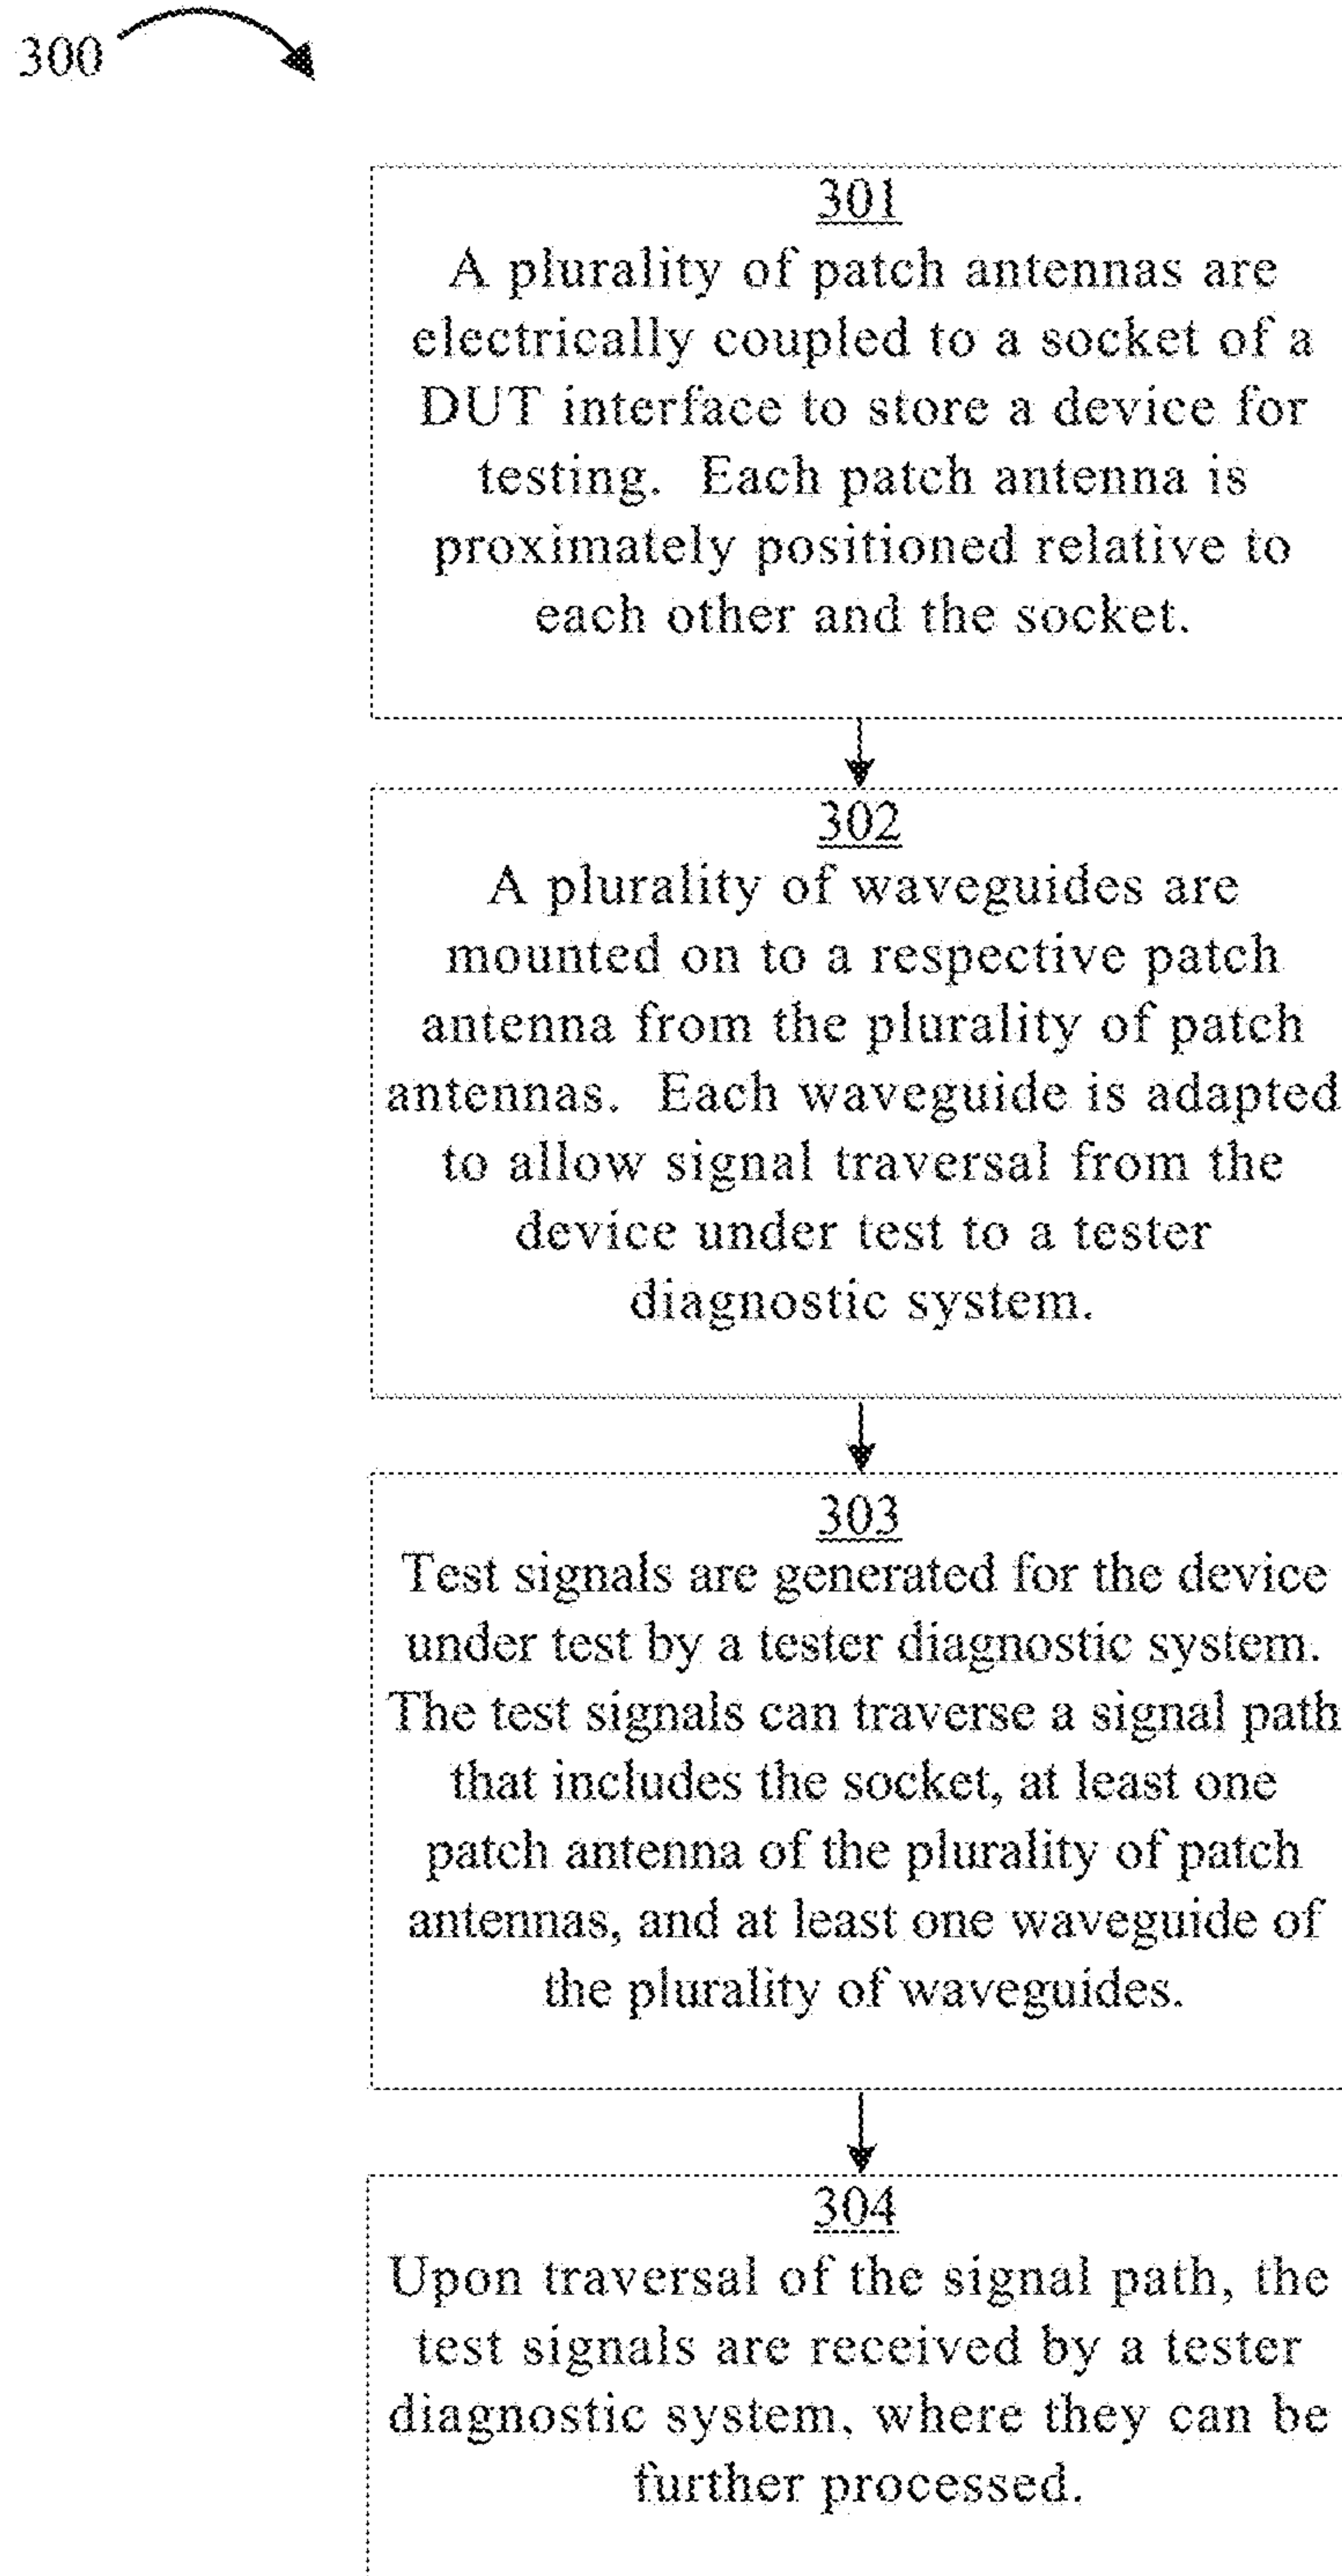 300
301
A plurality of patch antennas are
electrically coupled to a socket of a
DUT interface to store a device for
testing. Each patch antenna is
proximately positioned relative to
each other and the socket.
302
A plurality of waveguides are
mounted on to a respective patch
antenna from the plurality of patch
antennas. Each waveguide is adapted
to allow signal traversal from the
device under test to a tester
diagnostic system.
303
Test signals are generated for the device
under test by a tester diagnostic system.
The test signals can traverse a signal path
that includes the socket, at least one
patch antenna of the plurality of patch
antennas, and at least one waveguide of
the plurality of waveguides.
304
Upon traversal of the signal path, the
test signals are received by a tester
diagnostic system, where they can be
further processed.